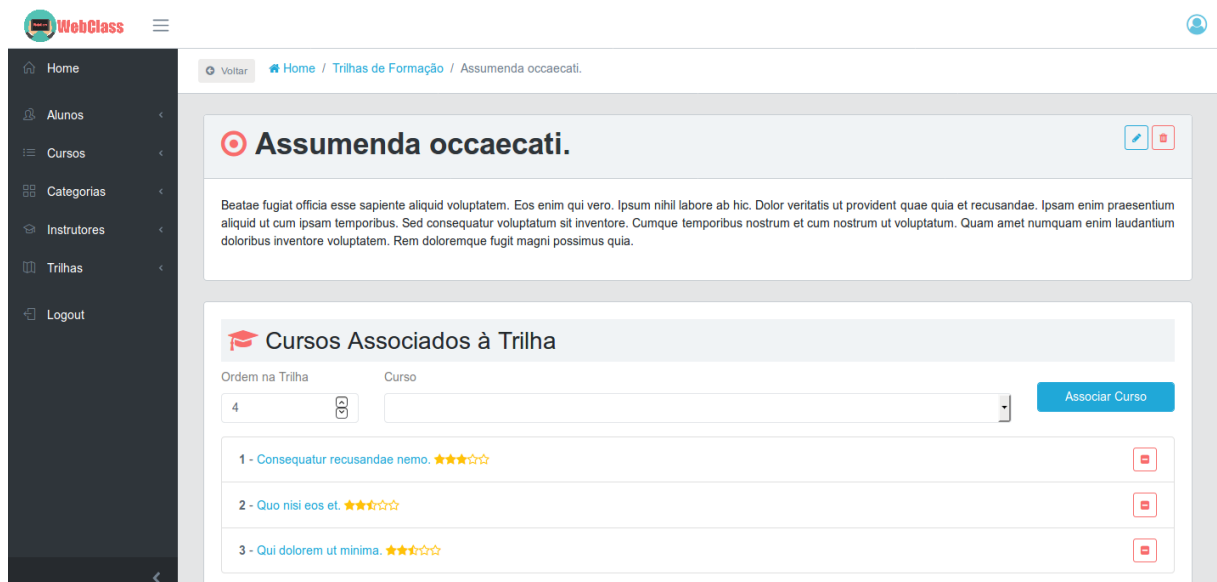 WebClass
Home
Voltar Home / Trilhas de Formação / Assumenda occaecati.
Alunos
Cursos
Categorias
Instrutores
Trilhas
Logout
Assumenda occaecati.
Beatae fugiat officia esse sapiente aliquid voluptatem. Eos enim qui vero. Ipsum nihil labore ab hic. Dolor veritatis ut provident quae quia et recusandae. Ipsam enim praesentium
aliquid ut cum ipsam temporibus. Sed consequatur voluptatum sit inventore. Cumque temporibus nostrum et cum nostrum ut voluptatum. Quam amet numquam enim laudantium
doloribus inventore voluptatem. Rem doloremque fugit magni possimus quia.
Cursos Associados à Trilha
Ordem na Trilha Curso
4
Associar Curso
1 - Consequatur recusandae nemo.
2 - Quo nisi eos et.
3 - Qui dolorem ut minima.